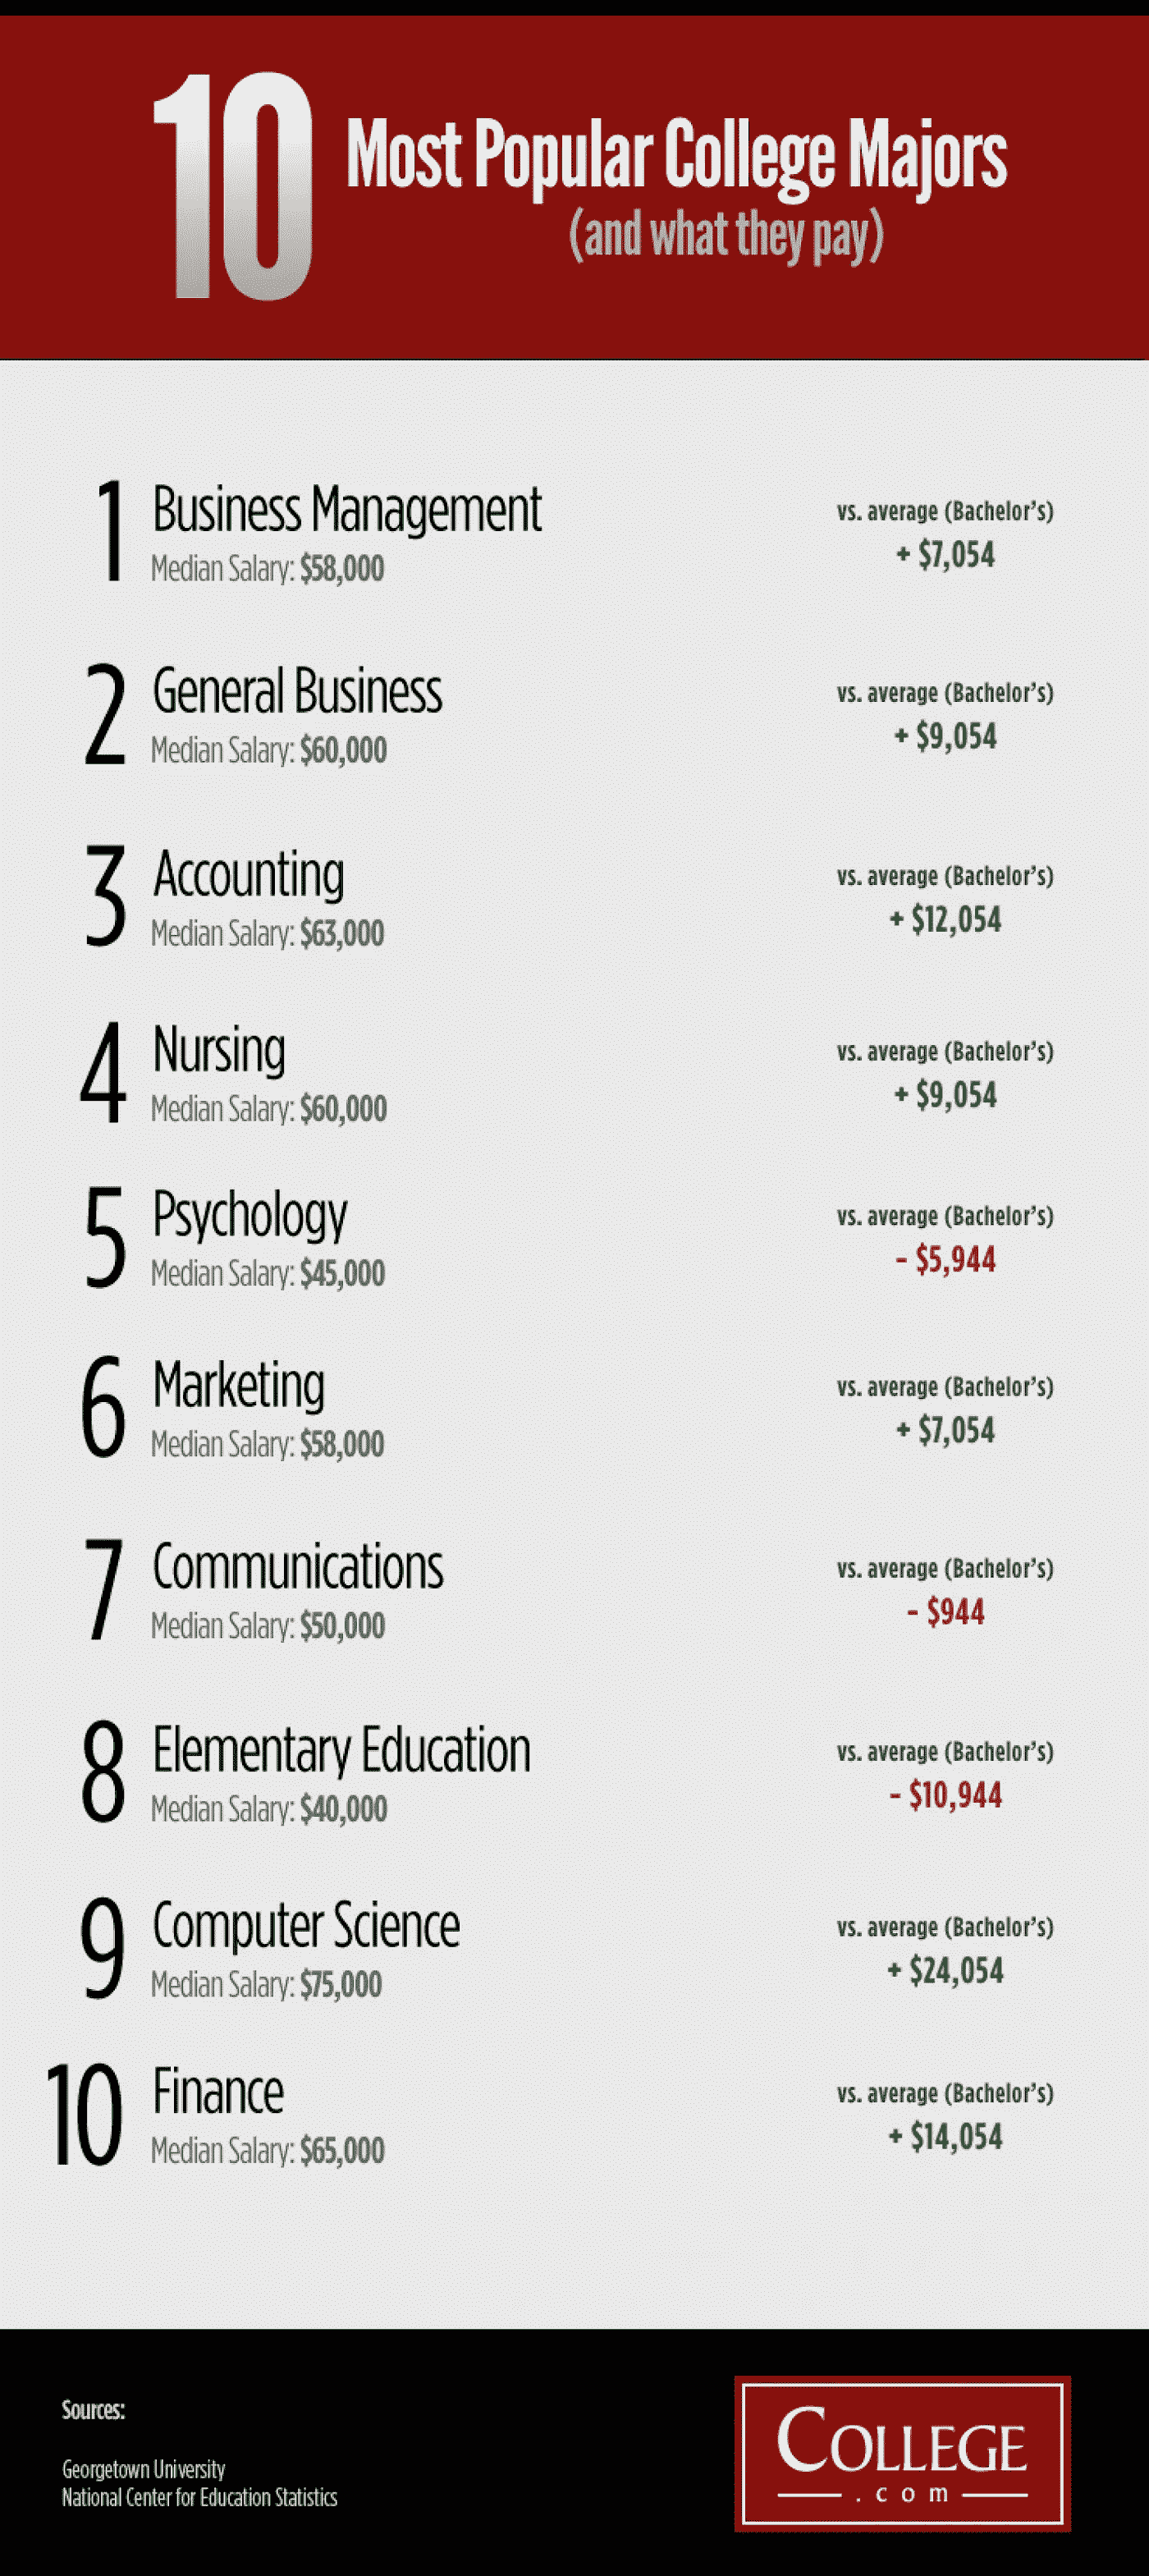 10
Most Popular College Majors
(and what they pay)
1
Business Management
Median Salary: $58,000
vs. average (Bachelor's)
+ $7,054
2
General Business
Median Salary: $60,000
vs. average (Bachelor's)
+ $9,054
3
Accounting
Median Salary: $63,000
vs. average (Bachelor's)
+ $12,054
4
Nursing
Median Salary: $60,000
vs. average (Bachelor's)
+ $9,054
5
Psychology
Median Salary: $45,000
vs. average (Bachelor's)
- $5,944
6
Marketing
Median Salary: $58,000
vs. average (Bachelor's)
+ $7,054
7
Communications
Median Salary: $50,000
vs. average (Bachelor's)
- $944
8
Elementary Education
Median Salary: $40,000
vs. average (Bachelor's)
- $10,944
9
Computer Science
Median Salary: $75,000
vs. average (Bachelor's)
+ $24,054
10
Finance
Median Salary: $65,000
vs. average (Bachelor's)
+ $14,054
Sources:
Georgetown University
National Center for Education Statistics
COLLEGE
.com